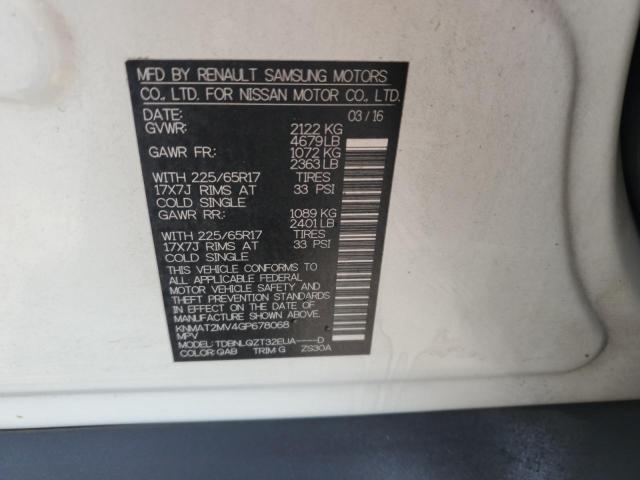 MFD BY RENAULT SAMSUNG MOTORS
CO., LTD. FOR NISSAN MOTOR CO., LTD.
DATE: 03/16
GVWR: 2122 KG
4679LB
GAWR FR: 1072 KG
2363 LB
WITH 225/65R17 TIRES
17X7J RIMS AT 33 PSI
COLD SINGLE
GAWR RR: 1089 KG
2401 LB
WITH 225/65R17 TIRES
17X7J RIMS AT 33 PSI
COLD SINGLE
THIS VEHICLE CONFORMS TO
ALL APPLICABLE FEDERAL
MOTOR VEHICLE SAFETY AND
THEFT PREVENTION STANDARDS
IN EFFECT ON THE DATE OF
MANUFACTURE SHOWN ABOVE.
KNMAT2MV4GP678068
MPV
MODEL: TDBNLQZT32EUA----D
COLOR: QAB TRIM: G ZS30A